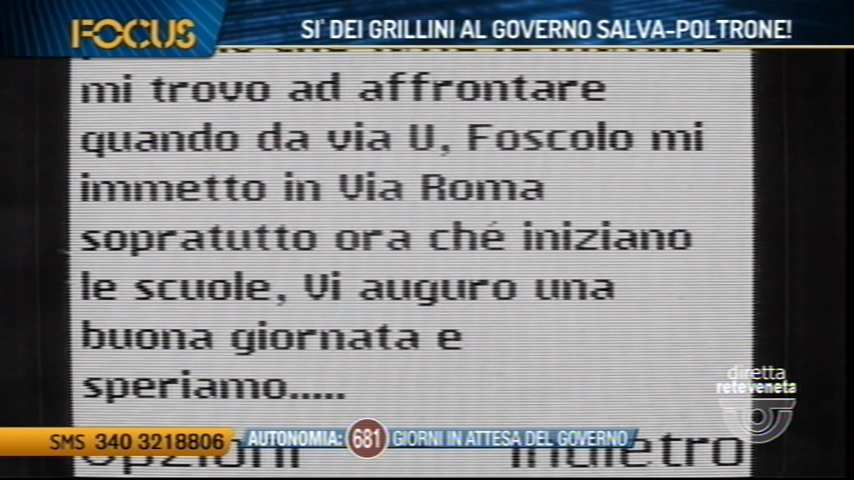 FOCUS
SI' DEI GRILLINI AL GOVERNO SALVA-POLTRONE!
mi trovo ad affrontare
quando da via U, Foscolo mi
immetto in Via Roma
sopratutto ora ché iniziano
le scuole, Vi auguro una
buona giornata e
speriamo.....
diretta
reteveneta
SMS 340 3218806
AUTONOMIA: 681 GIORNI IN ATTESA DEL GOVERNO
Opzioni indietro